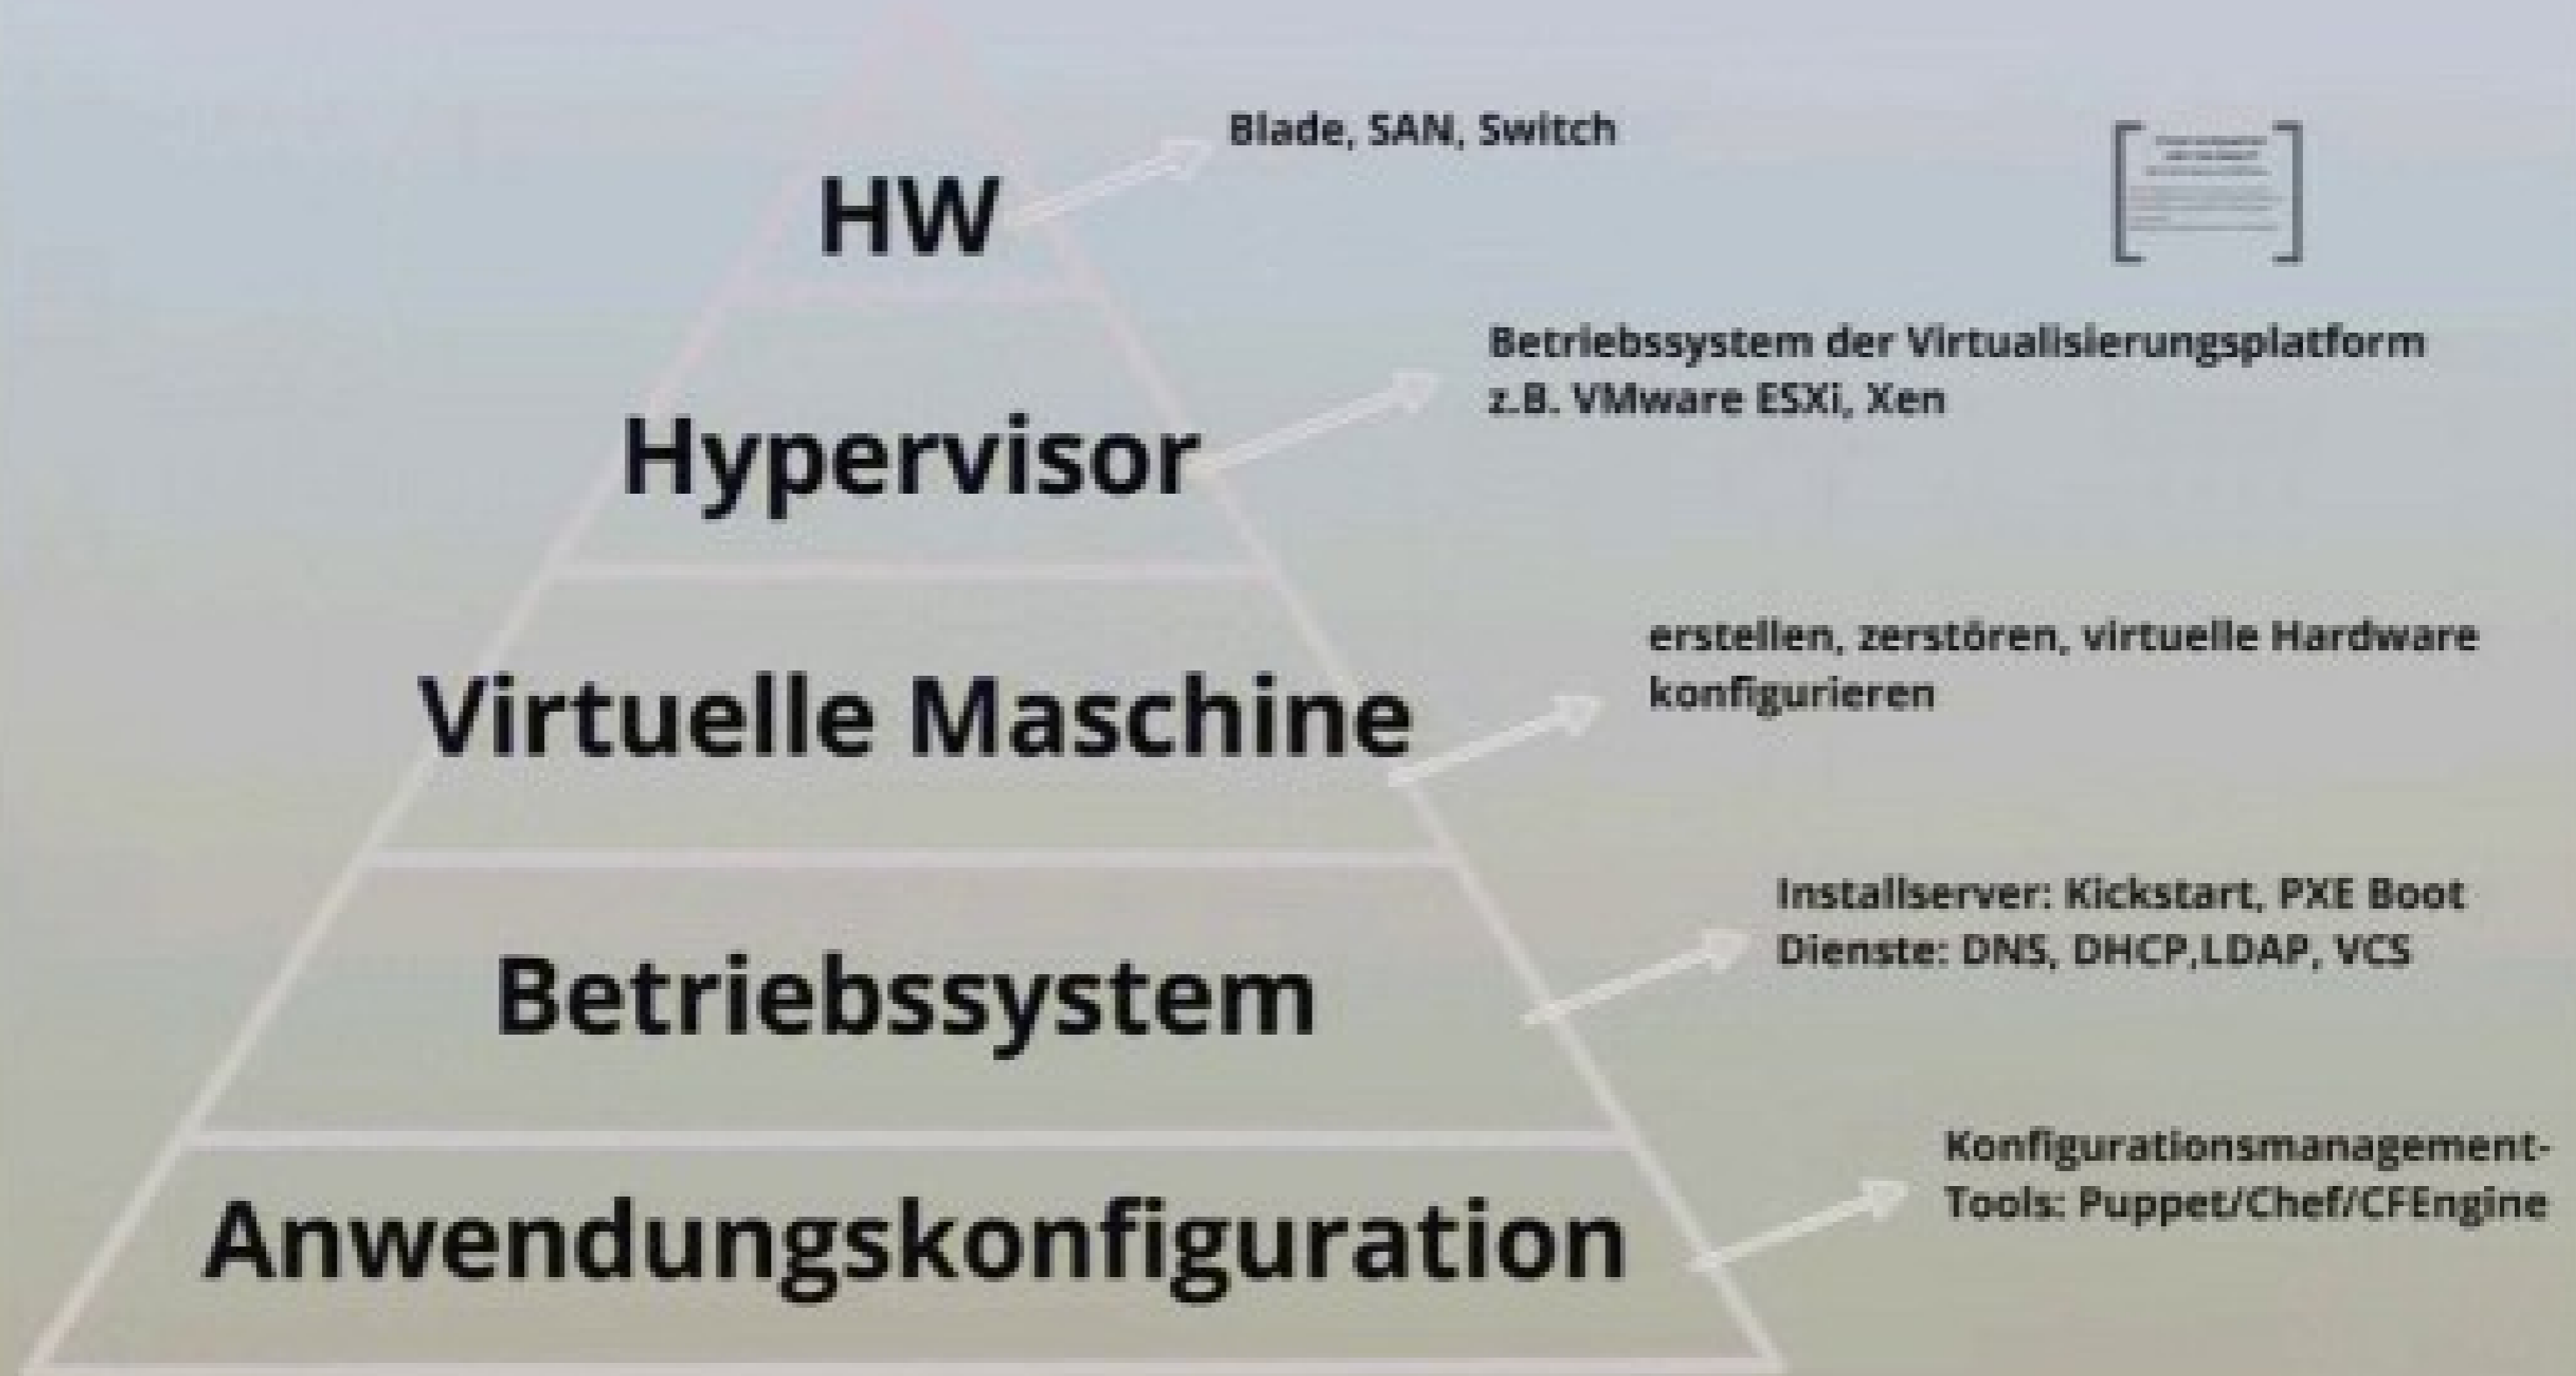 Blade, SAN, Switch
HW
Betriebssystem der Virtualisierungsplatform
z.B. VMware ESXi, Xen
Hypervisor
erstellen, zerstören, virtuelle Hardware
konfigurieren
Virtuelle Maschine
Installserver: Kickstart, PXE Boot
Dienste: DNS, DHCP,LDAP, VCS
Betriebssystem
Konfigurationsmanagement-
Tools: Puppet/Chef/CFEngine
Anwendungskonfiguration